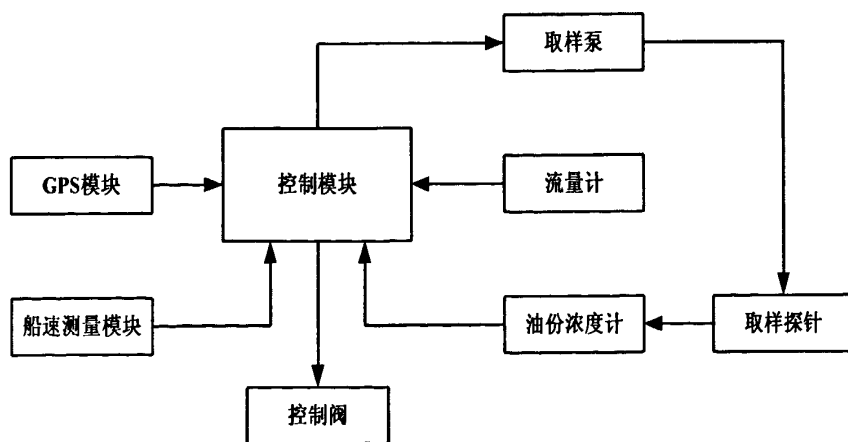 取样泵
GPS模块
控制模块
流量计
船速测量模块
油份浓度计
取样探针
控制阀